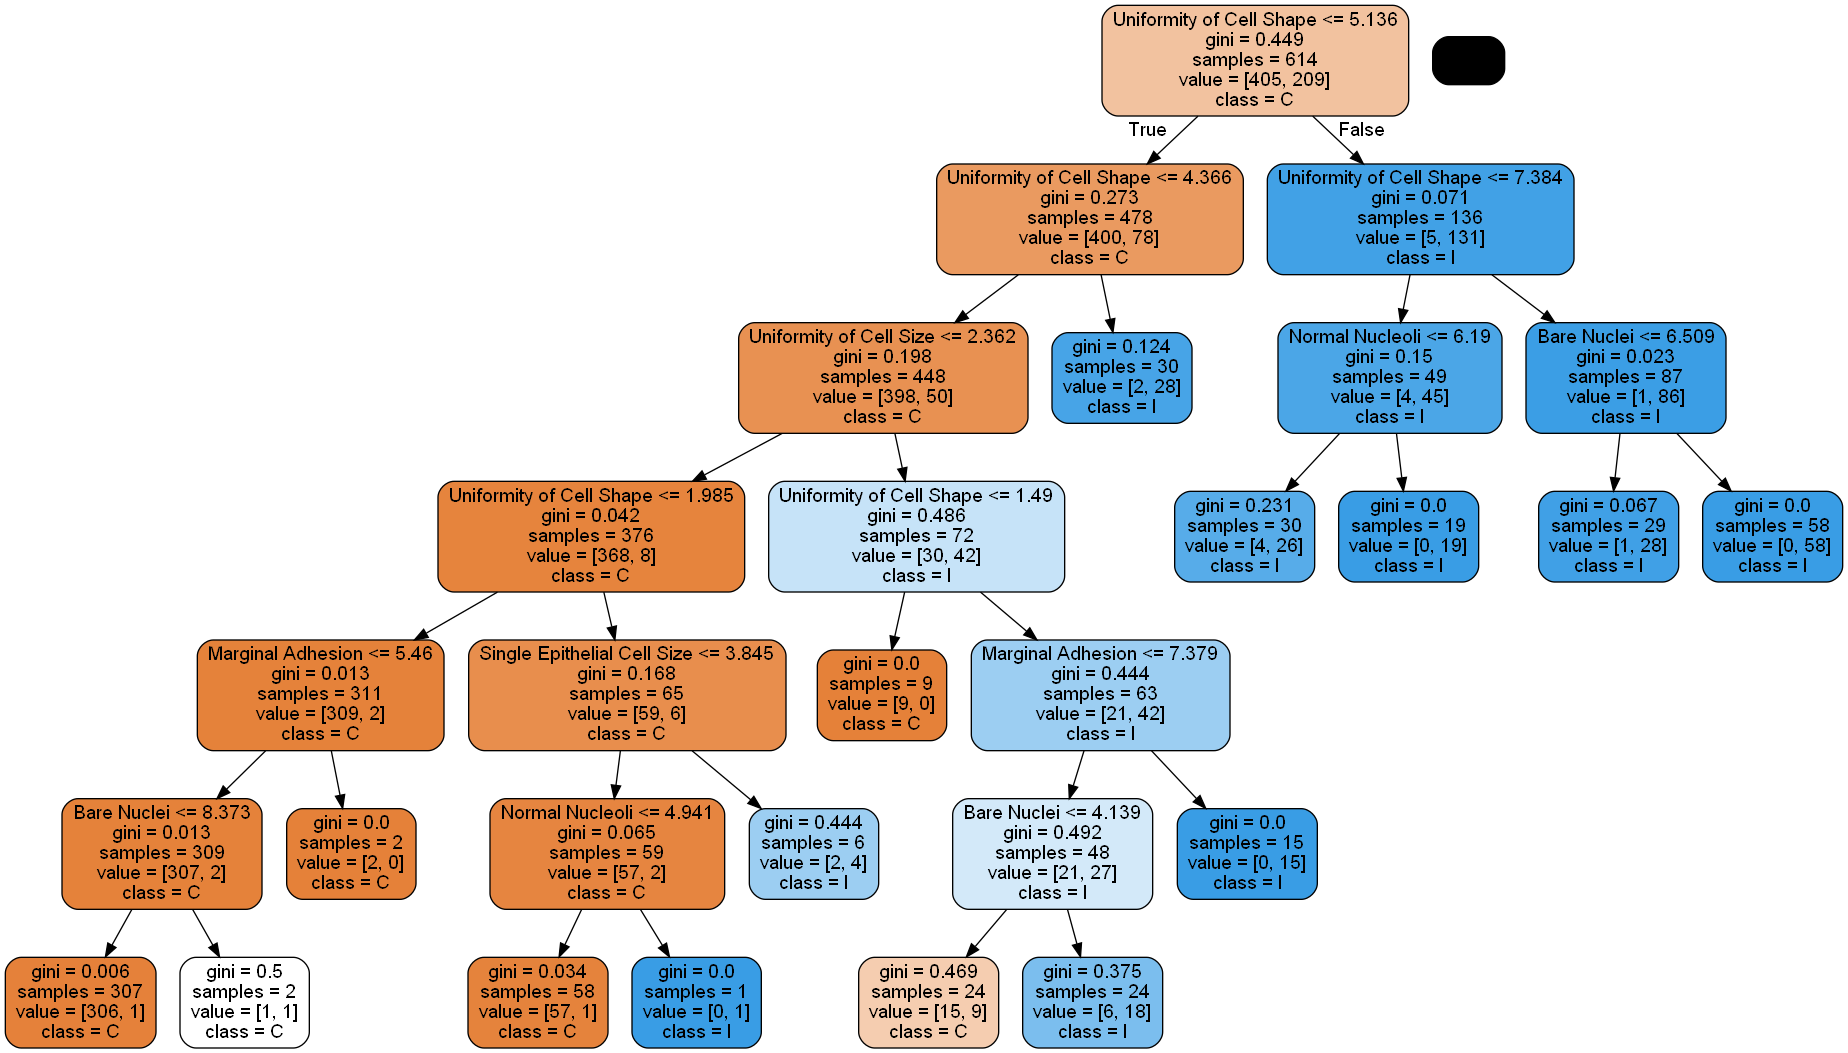 Uniformity of Cell Shape <= 5.136
gini = 0.449
samples = 614
value = [405, 209]
class = C
True
False
Uniformity of Cell Shape <= 4.366
gini = 0.273
samples = 478
value = [400, 78]
class = C
Uniformity of Cell Shape <= 7.384
gini = 0.071
samples = 136
value = [5, 131]
class = I
Uniformity of Cell Size <= 2.362
gini = 0.198
samples = 448
value = [398, 50]
class = C
gini = 0.124
samples = 30
value = [2, 28]
class = I
Normal Nucleoli <= 6.19
gini = 0.15
samples = 49
value = [4, 45]
class = I
Bare Nuclei <= 6.509
gini = 0.023
samples = 87
value = [1, 86]
class = I
Uniformity of Cell Shape <= 1.985
gini = 0.042
samples = 376
value = [368, 8]
class = C
Uniformity of Cell Shape <= 1.49
gini = 0.486
samples = 72
value = [30, 42]
class = I
gini = 0.231
samples = 30
value = [4, 26]
class = I
gini = 0.0
samples = 19
value = [0, 19]
class = I
gini = 0.067
samples = 29
value = [1, 28]
class = I
gini = 0.0
samples = 58
value = [0, 58]
class = I
Marginal Adhesion <= 5.46
gini = 0.013
samples = 311
value = [309, 2]
class = C
Single Epithelial Cell Size <= 3.845
gini = 0.168
samples = 65
value = [59, 6]
class = C
gini = 0.0
samples = 9
value = [9, 0]
class = C
Marginal Adhesion <= 7.379
gini = 0.444
samples = 63
value = [21, 42]
class = I
Bare Nuclei <= 8.373
gini = 0.013
samples = 309
value = [307, 2]
class = C
gini = 0.0
samples = 2
value = [2, 0]
class = C
Normal Nucleoli <= 4.941
gini = 0.065
samples = 59
value = [57, 2]
class = C
gini = 0.444
samples = 6
value = [2, 4]
class = I
Bare Nuclei <= 4.139
gini = 0.492
samples = 48
value = [21, 27]
class = I
gini = 0.0
samples = 15
value = [0, 15]
class = I
gini = 0.006
samples = 307
value = [306, 1]
class = C
gini = 0.5
samples = 2
value = [1, 1]
class = C
gini = 0.034
samples = 58
value = [57, 1]
class = C
gini = 0.0
samples = 1
value = [0, 1]
class = I
gini = 0.469
samples = 24
value = [15, 9]
class = C
gini = 0.375
samples = 24
value = [6, 18]
class = I